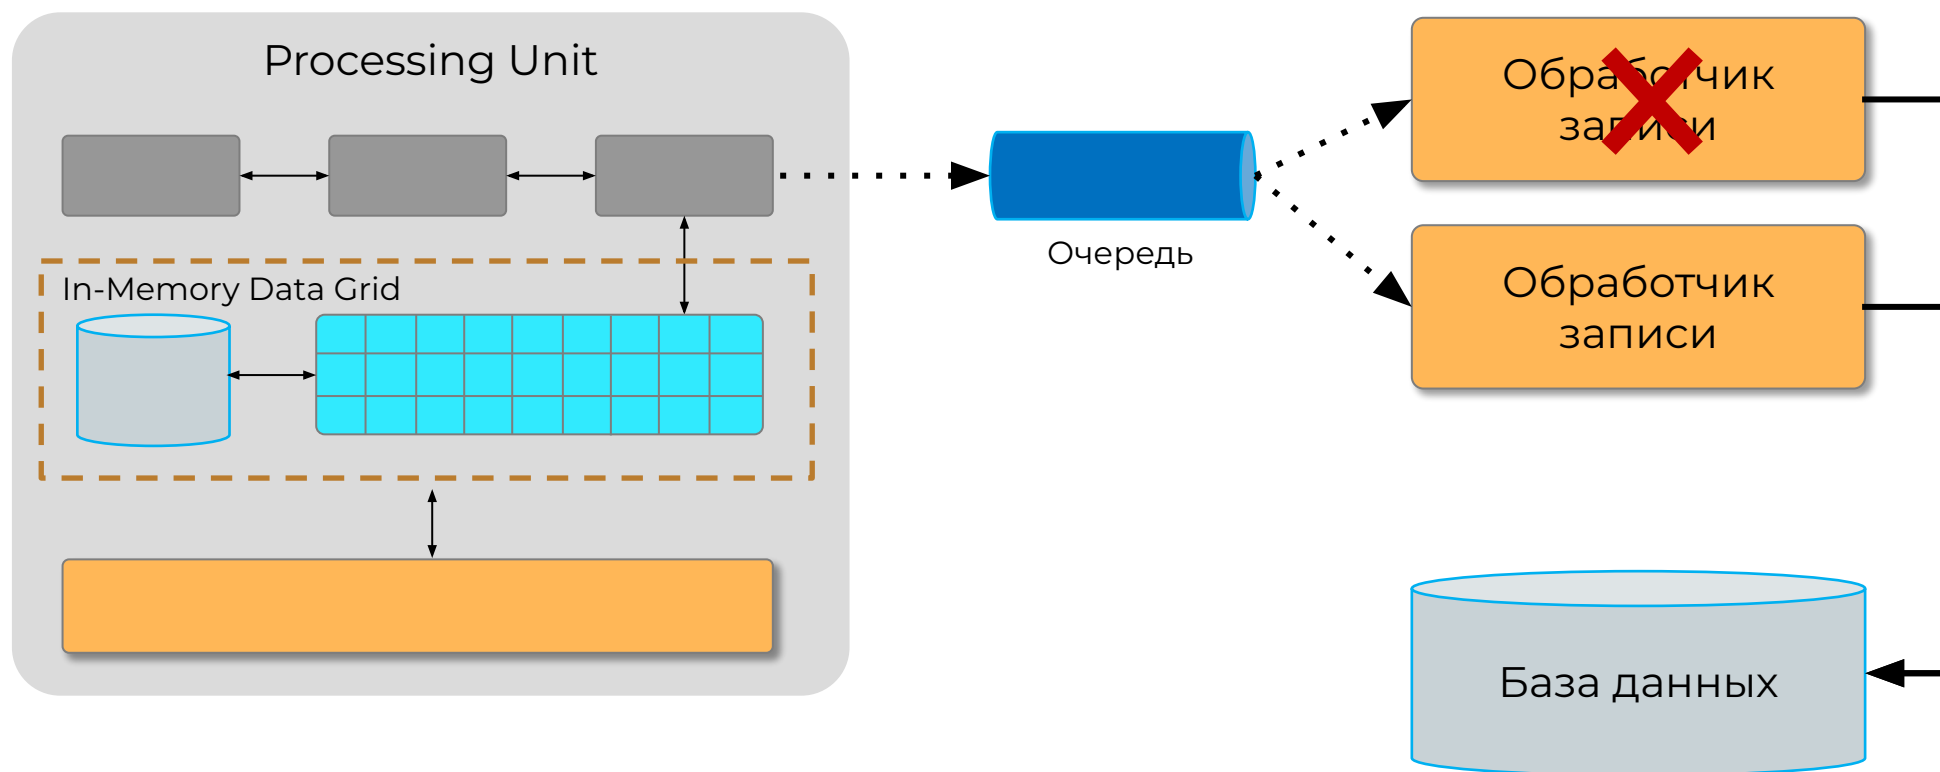 Processing Unit
In-Memory Data Grid
Очередь
Обработчик
записи
Обработчик
записи
База данных